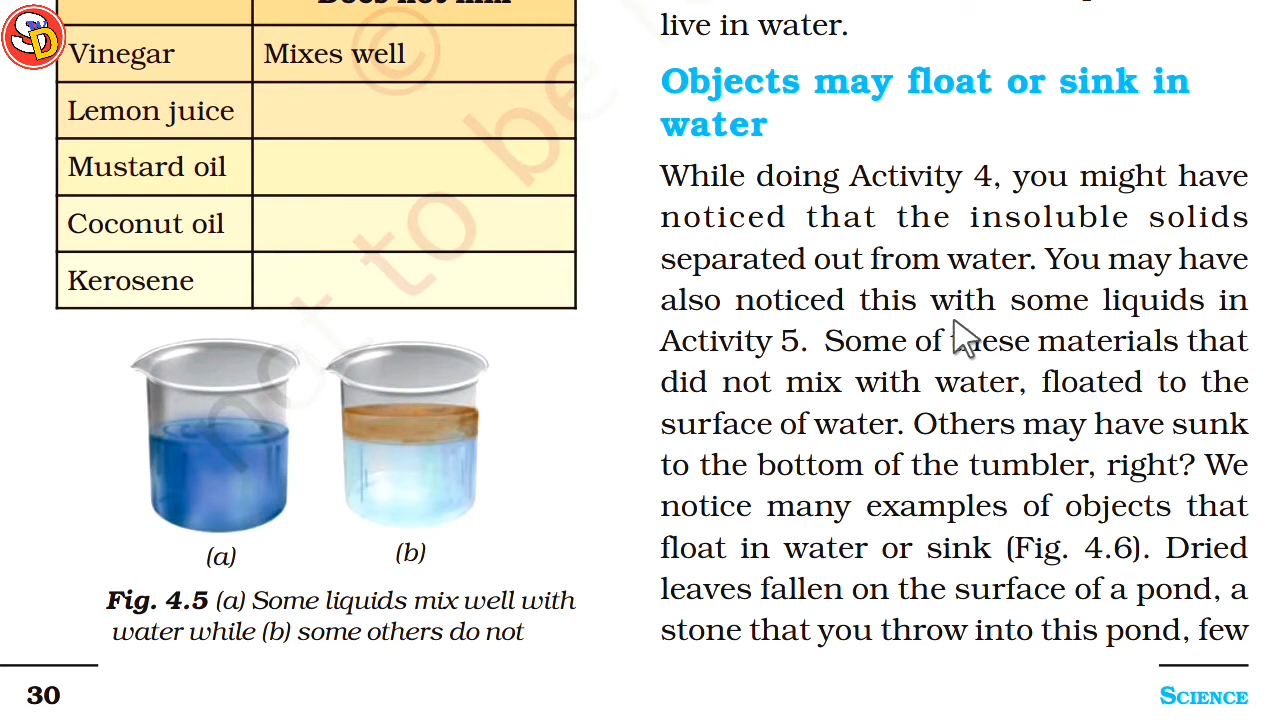 SD
Does not mix
Vinegar Mixes well
Lemon juice
Mustard oil
Coconut oil
Kerosene
(a) (b)
Fig. 4.5 (a) Some liquids mix well with
water while (b) some others do not
30
live in water.
Objects may float or sink in
water
While doing Activity 4, you might have
noticed that the insoluble solids
separated out from water. You may have
also noticed this with some liquids in
Activity 5. Some of these materials that
did not mix with water, floated to the
surface of water. Others may have sunk
to the bottom of the tumbler, right? We
notice many examples of objects that
float in water or sink (Fig. 4.6). Dried
leaves fallen on the surface of a pond, a
stone that you throw into this pond, few
SCIENCE
© not to be